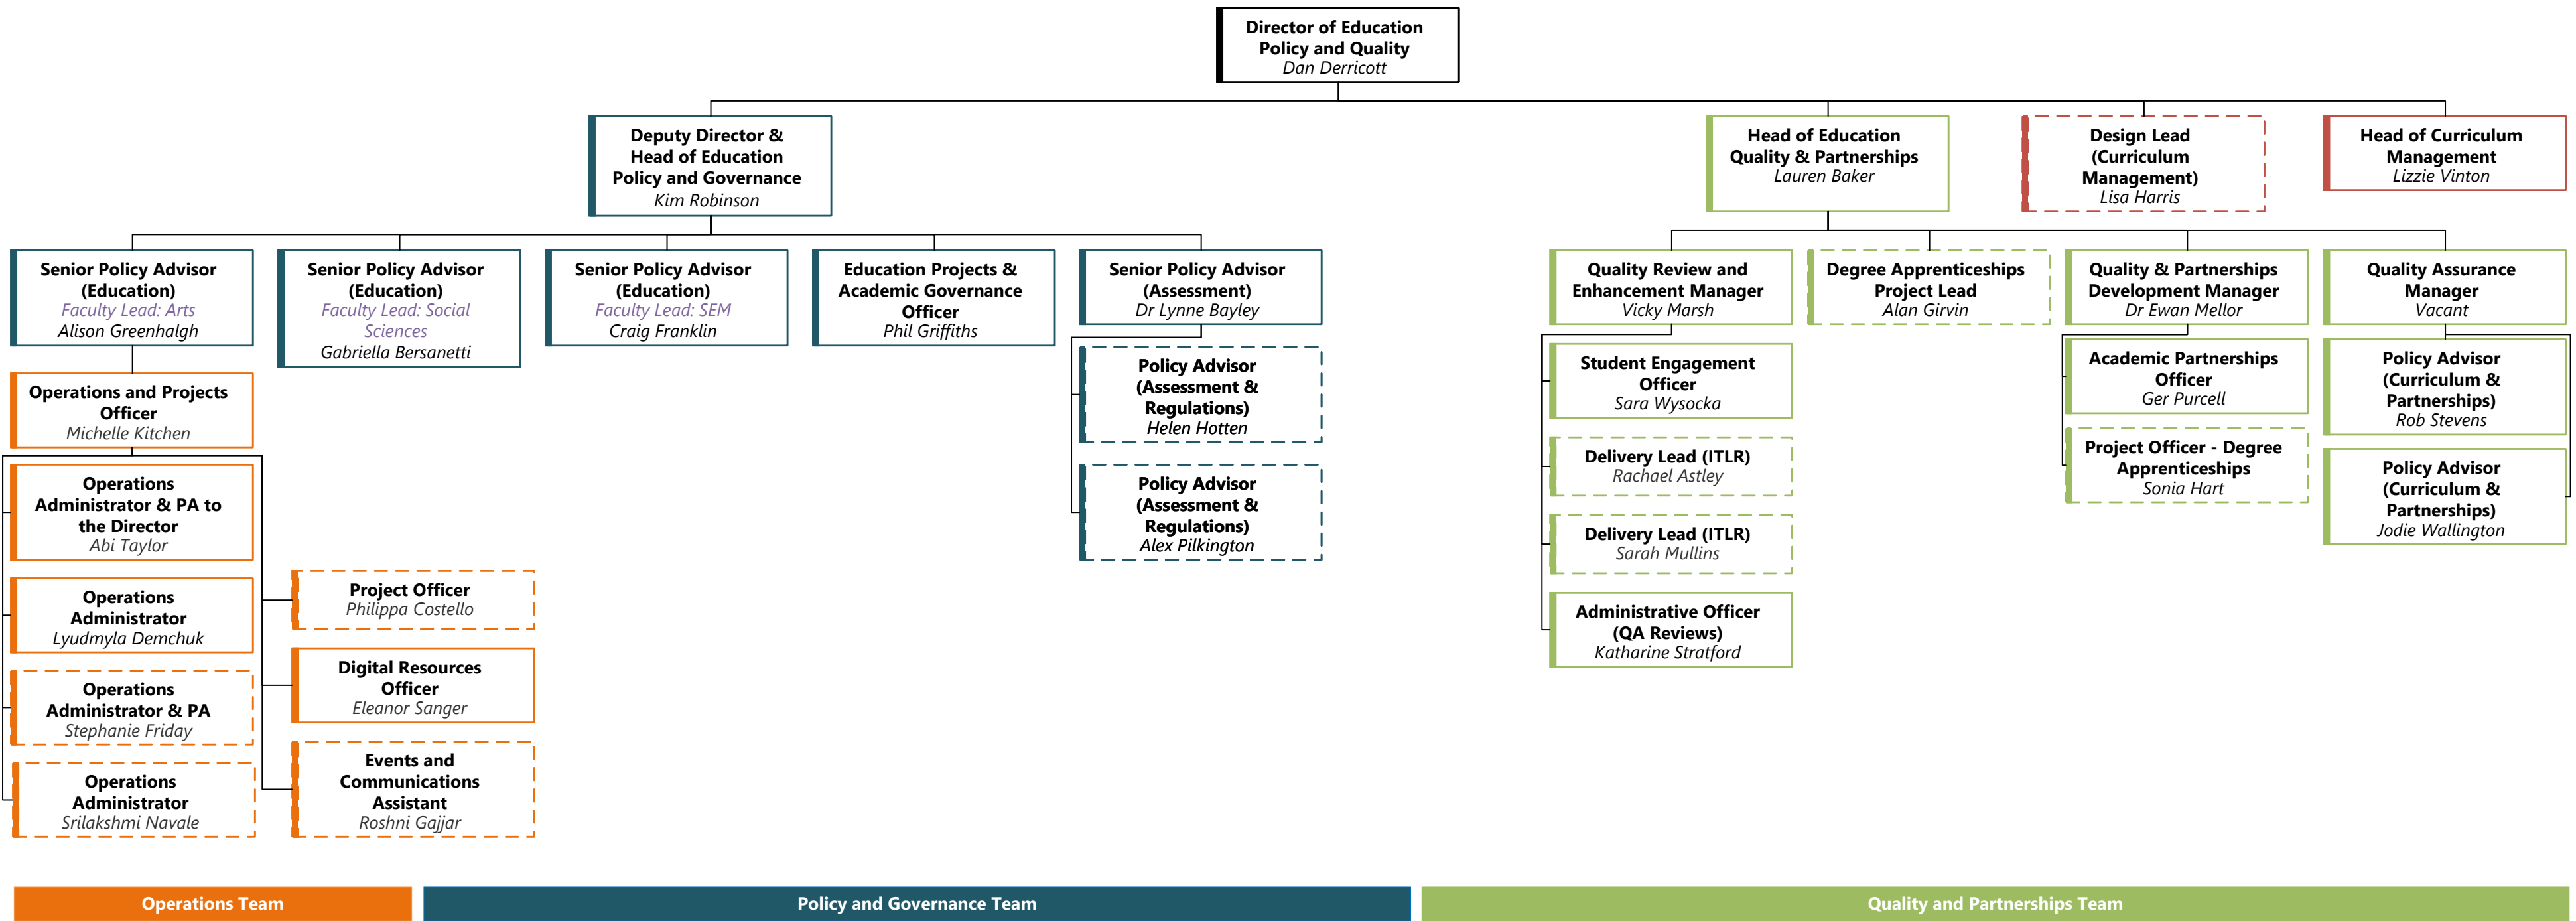 Director of Education
Policy and Quality
Dan Derricott
Deputy Director &
Head of Education
Policy and Governance
Kim Robinson
Head of Education
Quality & Partnerships
Lauren Baker
Design Lead
(Curriculum
Management)
Lisa Harris
Head of Curriculum
Management
Lizzie Vinton
Senior Policy Advisor
(Education)
Faculty Lead: Arts
Alison Greenhalgh
Senior Policy Advisor
(Education)
Faculty Lead: Social
Sciences
Gabriella Bersanetti
Senior Policy Advisor
(Education)
Faculty Lead: SEM
Craig Franklin
Education Projects &
Academic Governance
Officer
Phil Griffiths
Senior Policy Advisor
(Assessment)
Dr Lynne Bayley
Quality Review and
Enhancement Manager
Vicky Marsh
Degree Apprenticeships
Project Lead
Alan Girvin
Quality & Partnerships
Development Manager
Dr Ewan Mellor
Quality Assurance
Manager
Vacant
Operations and Projects
Officer
Michelle Kitchen
Operations
Administrator & PA to
the Director
Abi Taylor
Operations
Administrator
Lyudmyla Demchuk
Operations
Administrator & PA
Stephanie Friday
Operations
Administrator
Srilakshmi Navale
Project Officer
Philippa Costello
Digital Resources
Officer
Eleanor Sanger
Events and
Communications
Assistant
Roshni Gajjar
Policy Advisor
(Assessment &
Regulations)
Helen Hotten
Policy Advisor
(Assessment &
Regulations)
Alex Pilkington
Student Engagement
Officer
Sara Wysocka
Delivery Lead (ITLR)
Rachael Astley
Delivery Lead (ITLR)
Sarah Mullins
Administrative Officer
(QA Reviews)
Katharine Stratford
Academic Partnerships
Officer
Ger Purcell
Project Officer - Degree
Apprenticeships
Sonia Hart
Policy Advisor
(Curriculum &
Partnerships)
Rob Stevens
Policy Advisor
(Curriculum &
Partnerships)
Jodie Wallington
Operations Team
Policy and Governance Team
Quality and Partnerships Team